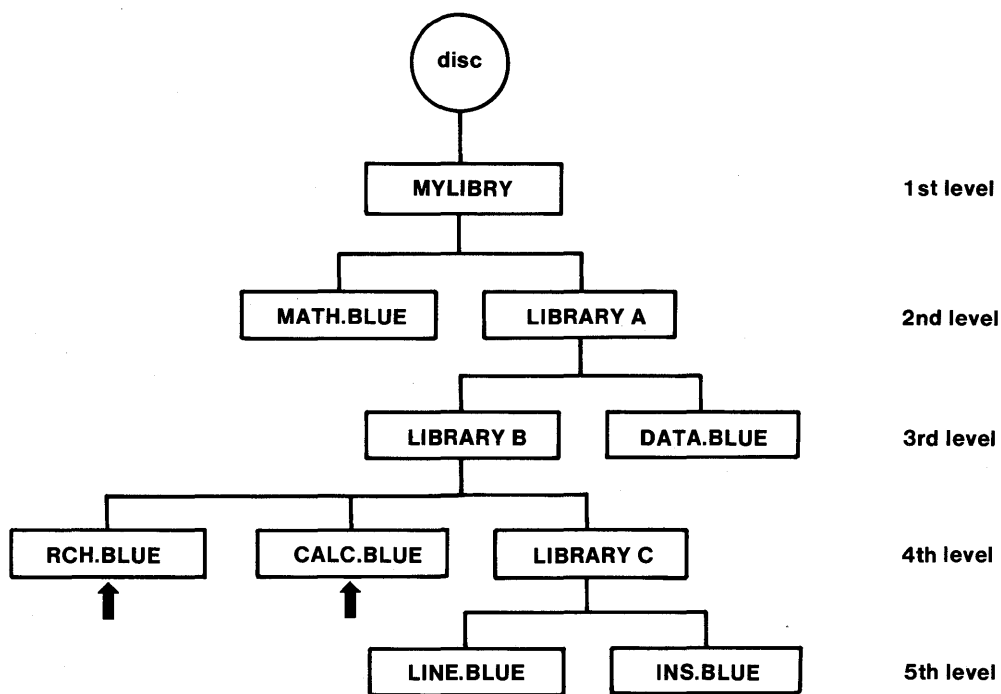 disc
MYLIBRY 1st level
MATH.BLUE LIBRARY A 2nd level
LIBRARY B DATA.BLUE 3rd level
RCH.BLUE CALC.BLUE LIBRARY C 4th level
LINE.BLUE INS.BLUE 5th level